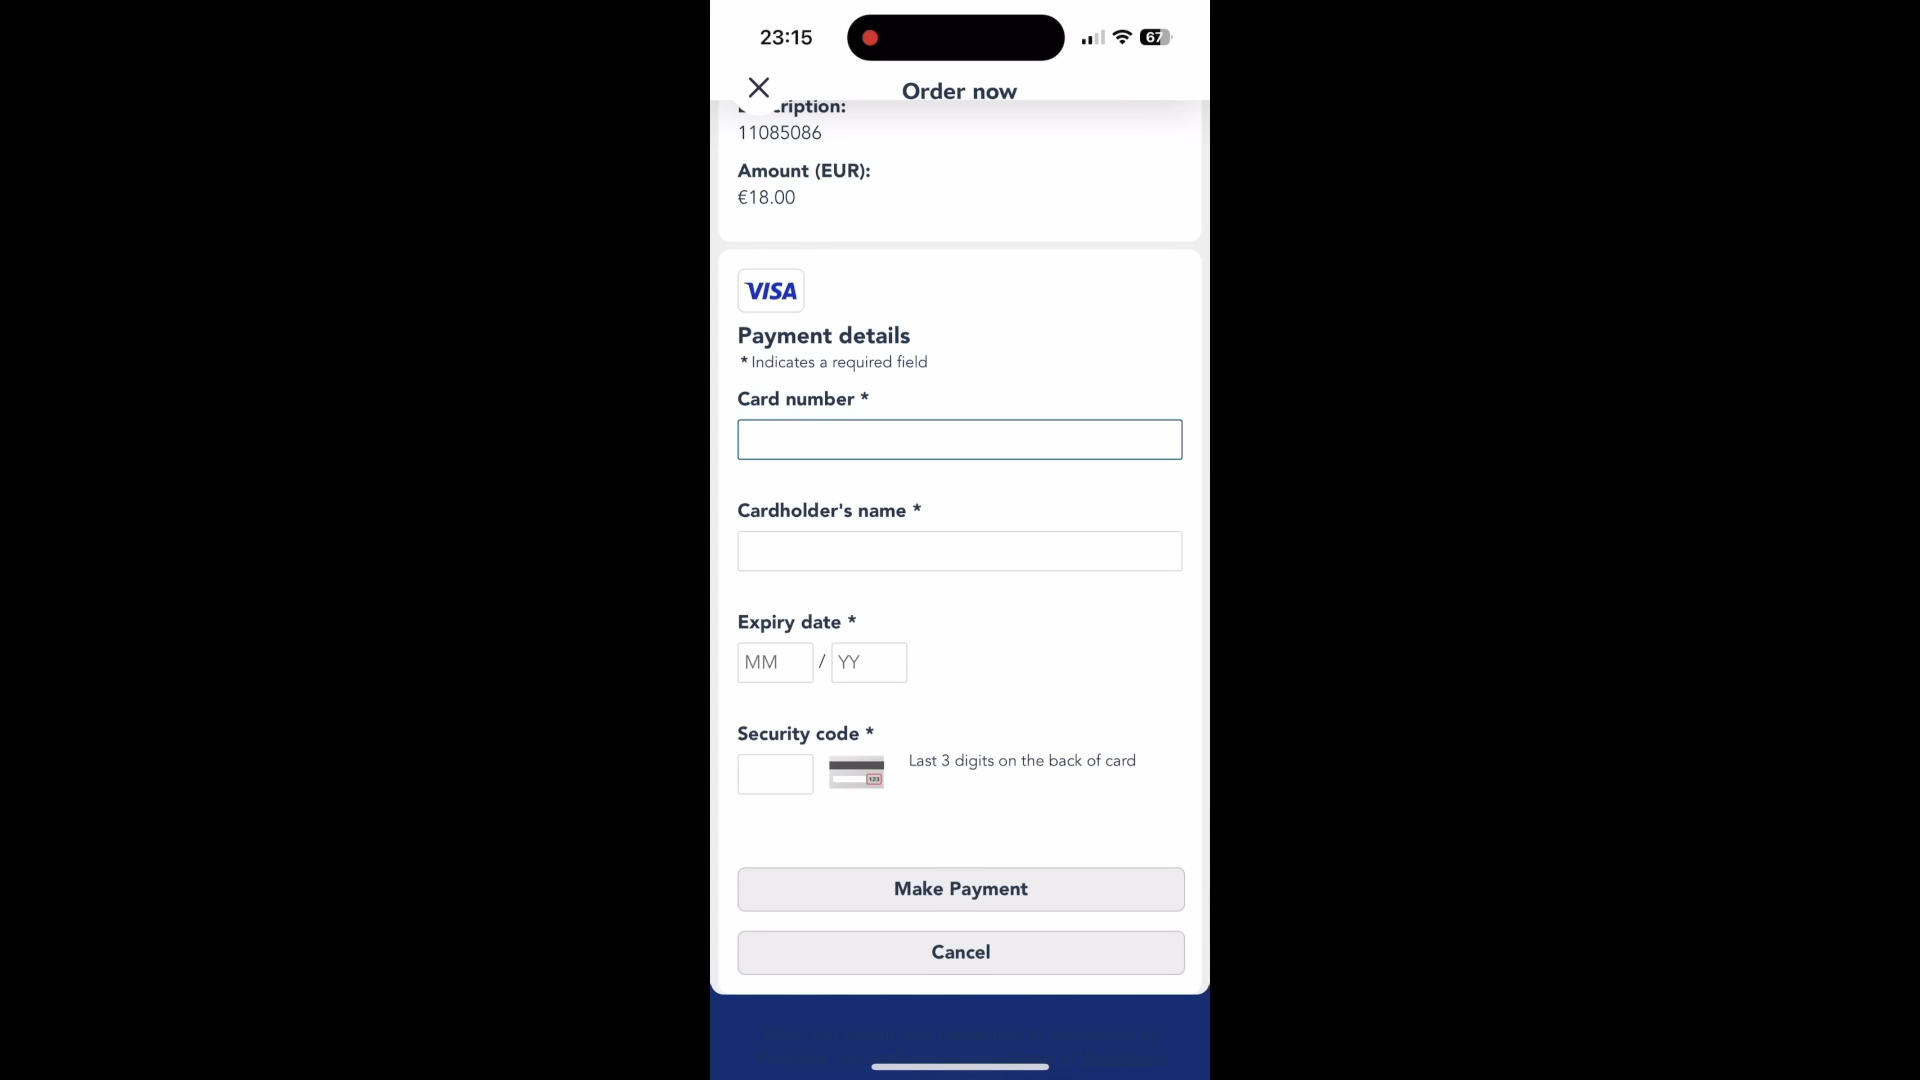 23:15
67
Order now
ription:
11085086
Amount (EUR):
€18.00
VISA
Payment details
* Indicates a required field
Card number *
Cardholder's name *
Expiry date *
MM / YY
Security code *
Last 3 digits on the back of card
123
Make Payment
Cancel